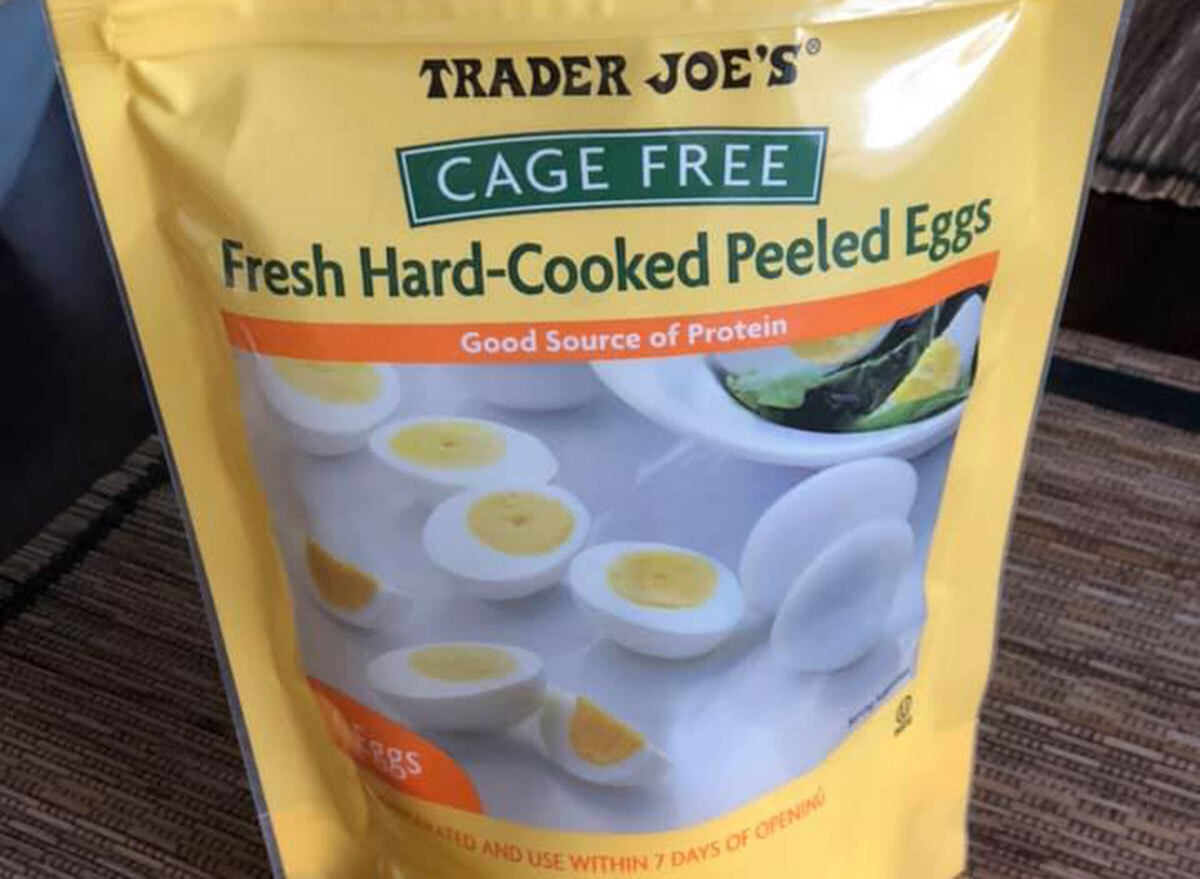 TRADER JOE'S®
CAGE FREE
Fresh Hard-Cooked Peeled Eggs
Good Source of Protein
Eggs
AND USE WITHIN 7 DAYS OF OPENING